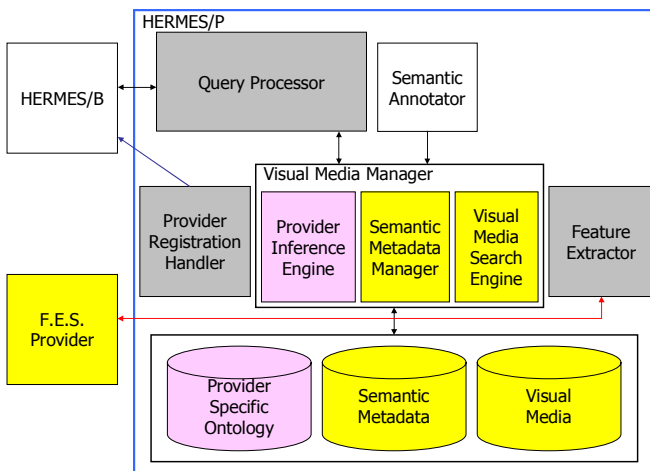 HERMES/P
HERMES/B
Query Processor
Semantic
Annotator
Visual Media Manager
Provider
Registration
Handler
Provider
Inference
Engine
Semantic
Metadata
Manager
Visual
Media
Search
Engine
Feature
Extractor
F.E.S.
Provider
Provider
Specific
Ontology
Semantic
Metadata
Visual
Media